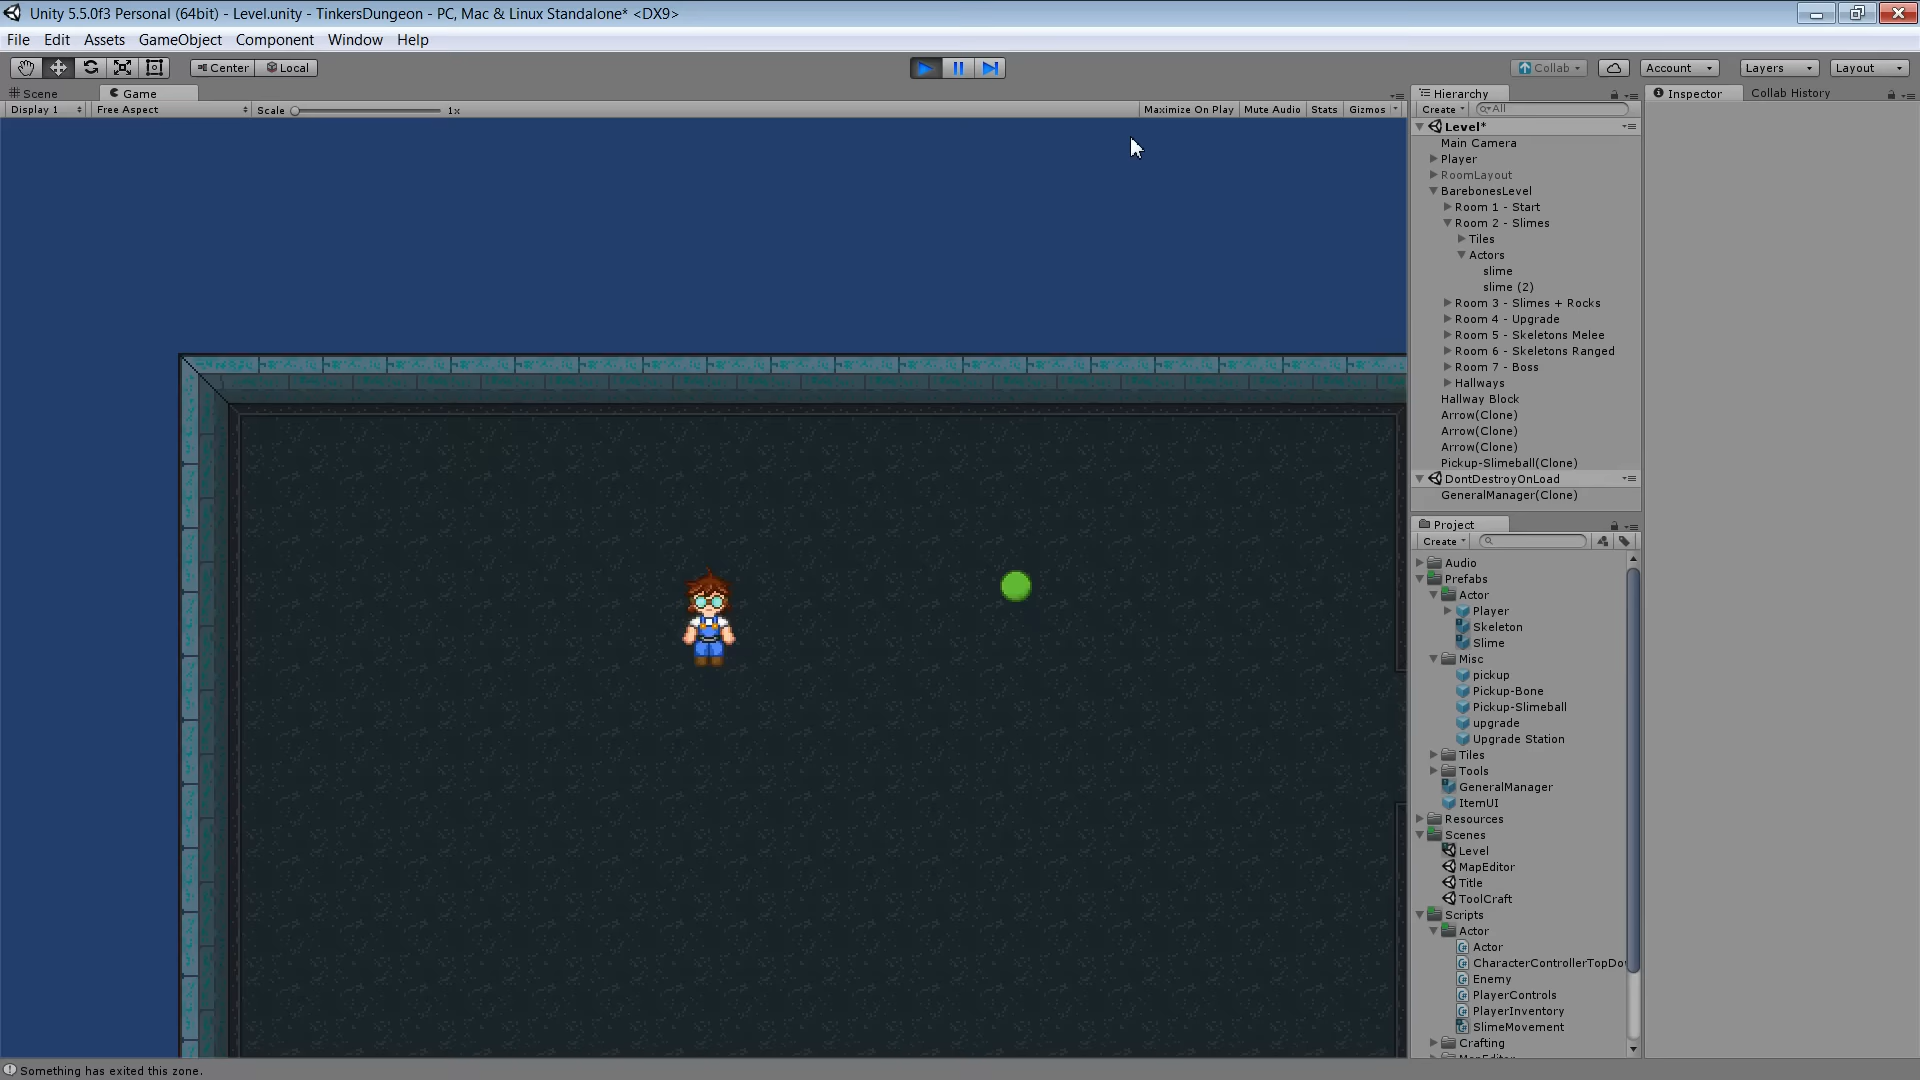 Unity 5.5.0f3 Personal (64bit) - Level.unity - TinkersDungeon - PC, Mac & Linux Standalone* <DX9>
File Edit Assets GameObject Component Window Help
Center Local Collab Account Layers Layout
Scene Game
Display 1 Free Aspect Scale 1x Maximize On Play Mute Audio Stats Gizmos
Hierarchy
Create All
Level*
Main Camera
Player
RoomLayout
BarebonesLevel
Room 1 - Start
Room 2 - Slimes
Tiles
Actors
slime
slime (2)
Room 3 - Slimes + Rocks
Room 4 - Upgrade
Room 5 - Skeletons Melee
Room 6 - Skeletons Ranged
Room 7 - Boss
Hallways
Hallway Block
Arrow(Clone)
Arrow(Clone)
Arrow(Clone)
Pickup-Slimeball(Clone)
DontDestroyOnLoad
GeneralManager(Clone)
Project
Create
Audio
Prefabs
Actor
Player
Skeleton
Slime
Misc
pickup
Pickup-Bone
Pickup-Slimeball
upgrade
Upgrade Station
Tiles
Tools
GeneralManager
ItemUI
Resources
Scenes
Level
MapEditor
Title
ToolCraft
Scripts
Actor
Actor
CharacterControllerTopDo
Enemy
PlayerControls
PlayerInventory
SlimeMovement
Crafting
Inspector Collab History
Something has exited this zone.